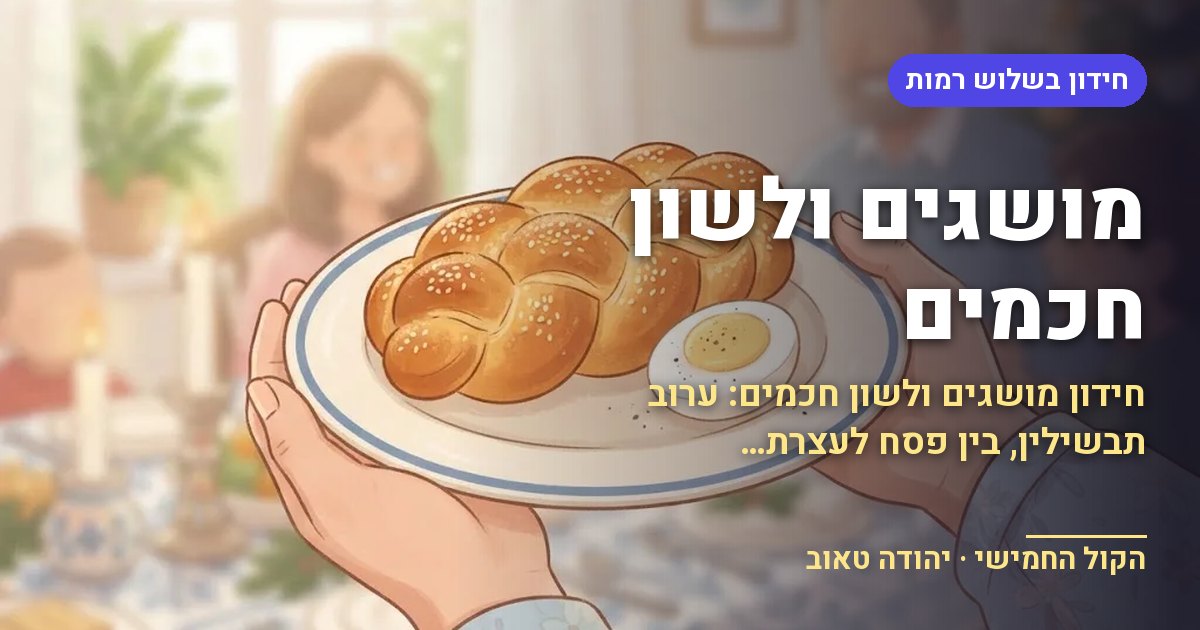 חידון בשלוש רמות
מושגים ולשון
חכמים
חידון מושגים ולשון חכמים: ערוב
תבשילין, בין פסח לעצרת...
הקול החמישי · יהודה טאוב